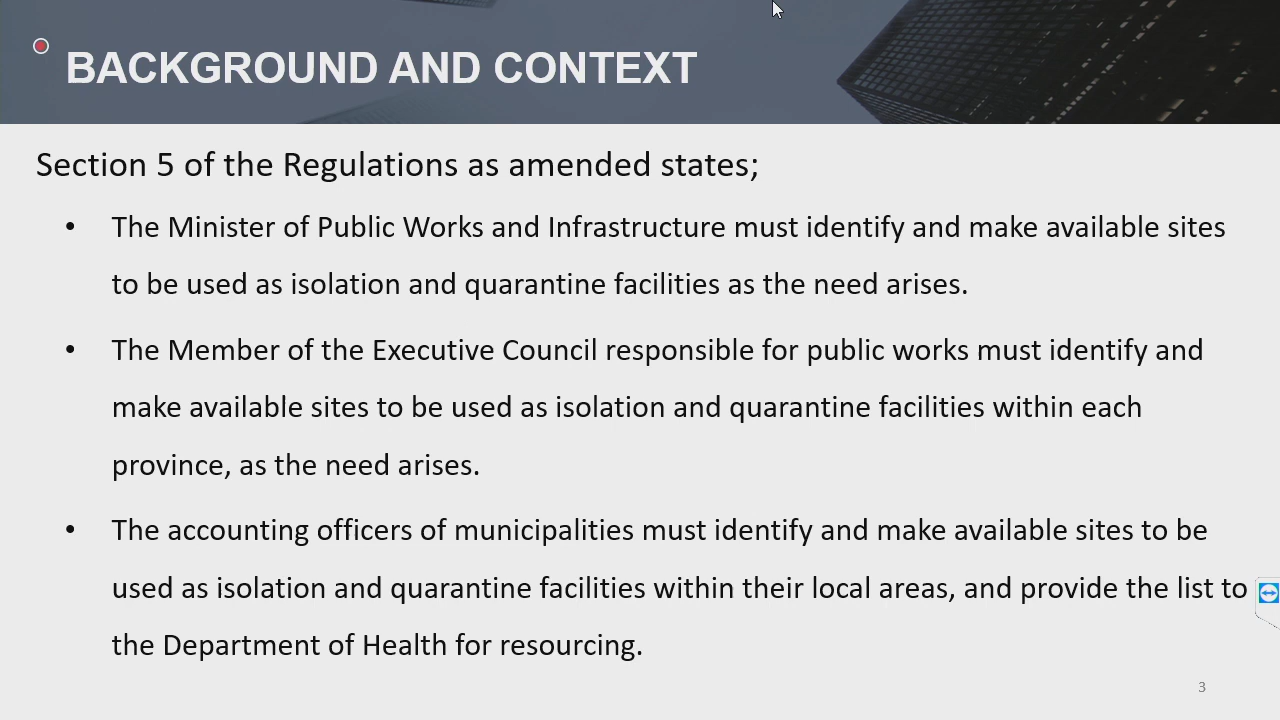 BACKGROUND AND CONTEXT
Section 5 of the Regulations as amended states;
• The Minister of Public Works and Infrastructure must identify and make available sites
to be used as isolation and quarantine facilities as the need arises.
• The Member of the Executive Council responsible for public works must identify and
make available sites to be used as isolation and quarantine facilities within each
province, as the need arises.
• The accounting officers of municipalities must identify and make available sites to be
used as isolation and quarantine facilities within their local areas, and provide the list to
the Department of Health for resourcing.
3